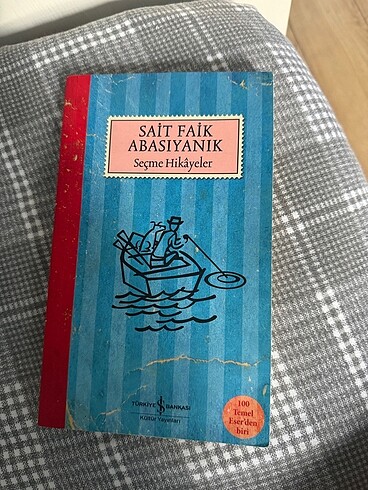 SAİT FAİK
ABASIYANIK
Seçme Hikâyeler
TÜRKİYE İŞ BANKASI
Kültür Yayınları
100
Temel
Eser'den
biri